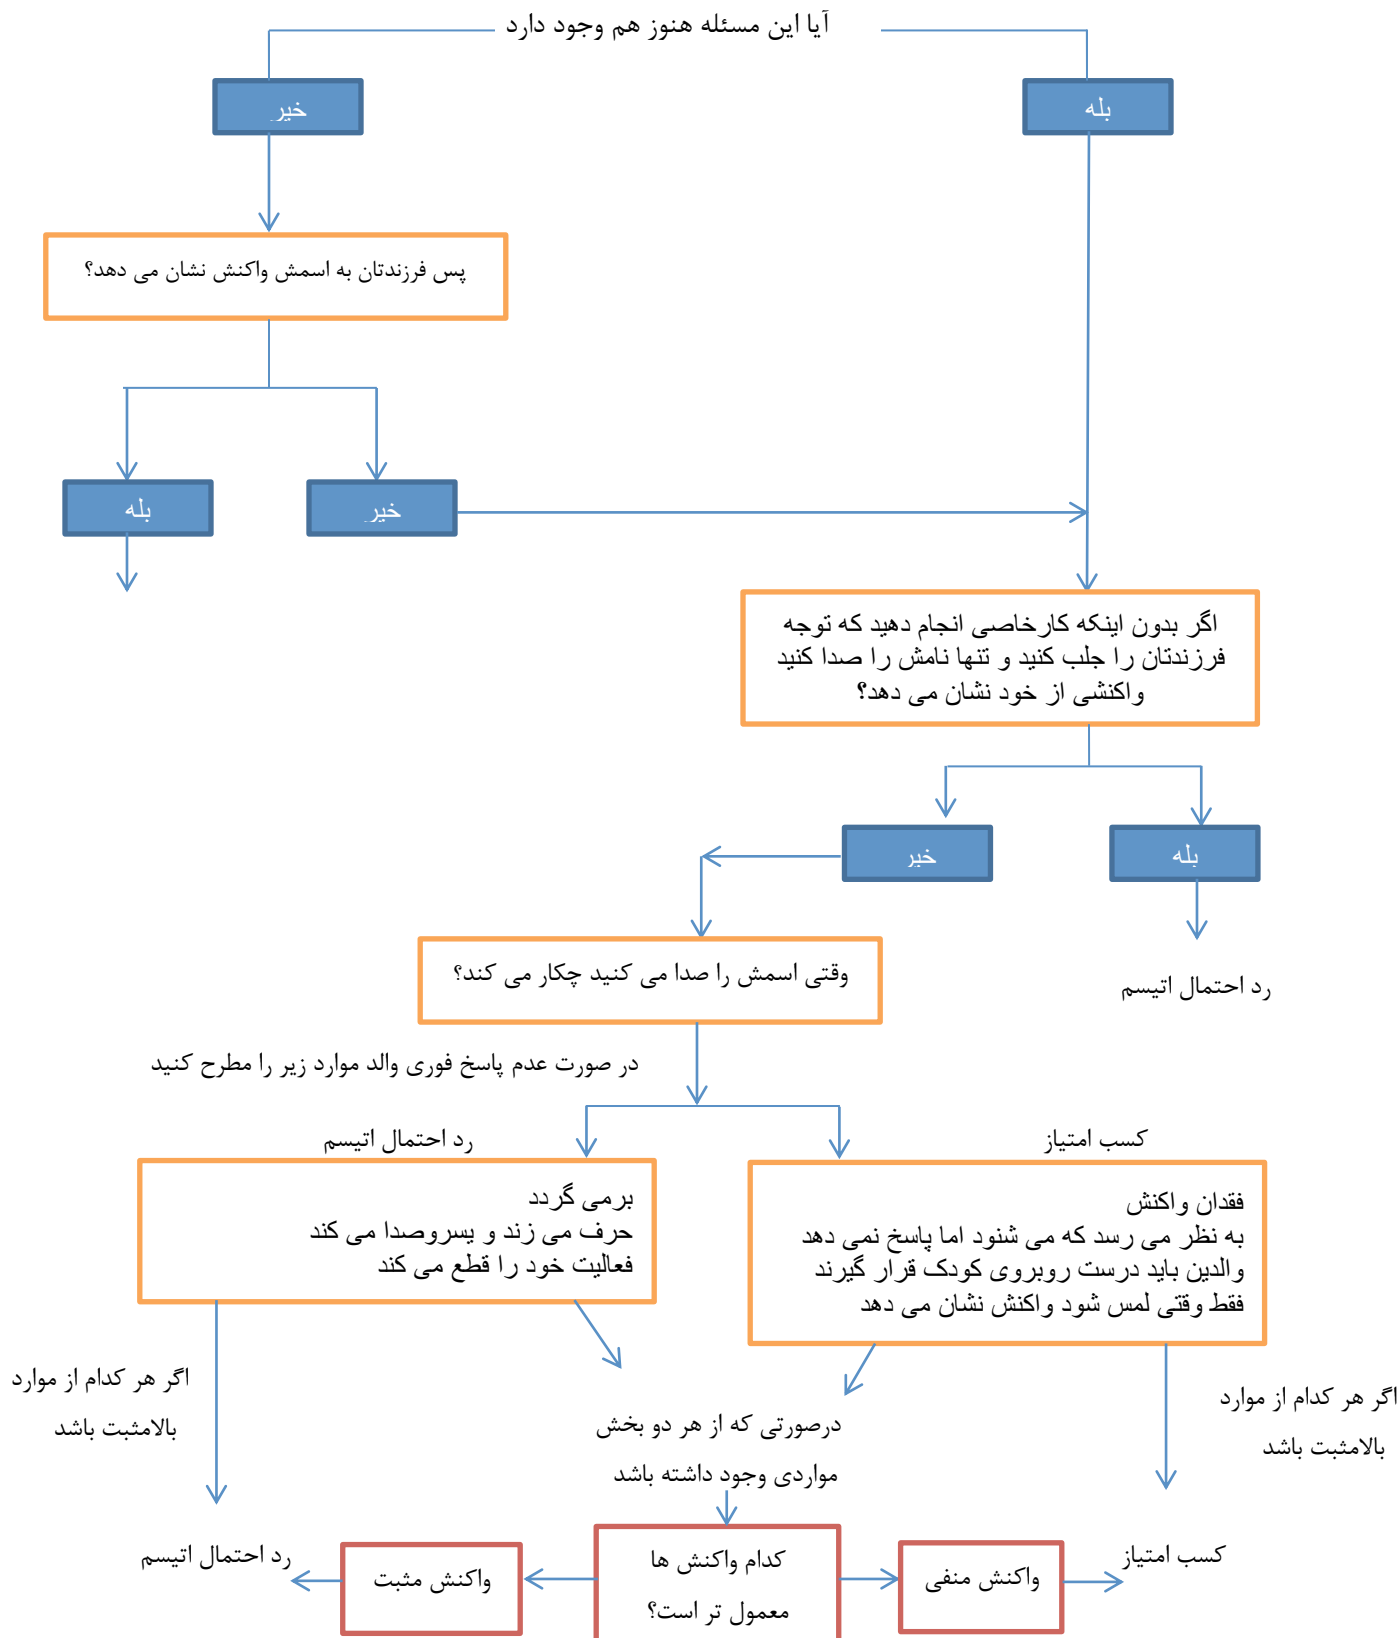 آیا این مسئله هنوز هم وجود دارد
بله
خیر
پس فرزندتان به اسمش واکنش نشان می دهد؟
خیر
بله
اگر بدون اینکه کارخاصی انجام دهید که توجه
فرزندتان را جلب کنید و تنها نامش را صدا کنید
واکنشی از خود نشان می دهد؟
بله
خیر
رد احتمال اتیسم
وقتی اسمش را صدا می کنید چکار می کند؟
در صورت عدم پاسخ فوری والد موارد زیر را مطرح کنید
کسب امتیاز
رد احتمال اتیسم
فقدان واکنش
به نظر می رسد که می شنود اما پاسخ نمی دهد
والدین باید درست روبروی کودک قرار گیرند
فقط وقتی لمس شود واکنش نشان می دهد
برمی گردد
حرف می زند و یسروصدا می کند
فعالیت خود را قطع می کند
اگر هر کدام از موارد
بالامثبت باشد
درصورتی که از هر دو بخش
مواردی وجود داشته باشد
اگر هر کدام از موارد
بالامثبت باشد
کسب امتیاز
واکنش منفی
کدام واکنش ها
معمول تر است؟
واکنش مثبت
رد احتمال اتیسم